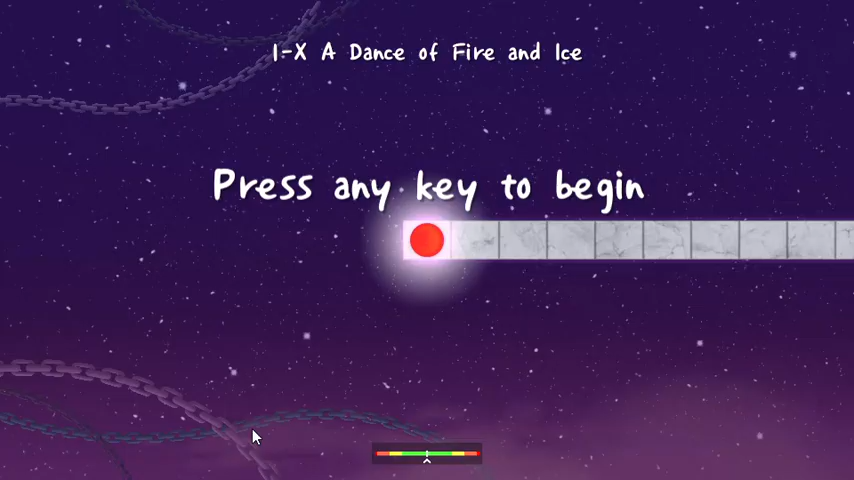 1-X A Dance of Fire and Ice
Press any key to begin